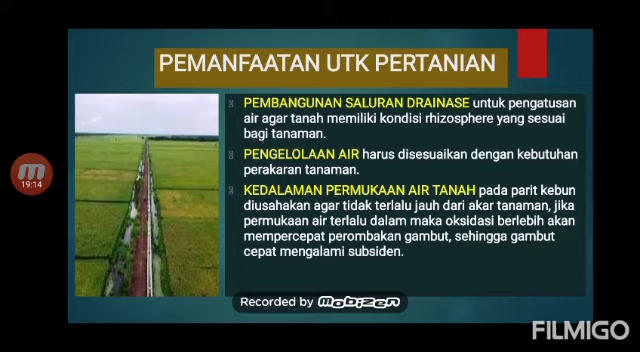 PEMANFAATAN UTK PERTANIAN
PEMBANGUNAN SALURAN DRAINASE untuk pengatusan
air agar tanah memiliki kondisi rhizosphere yang sesuai
bagi tanaman.
PENGELOLAAN AIR harus disesuaikan dengan kebutuhan
perakaran tanaman.
KEDALAMAN PERMUKAAN AIR TANAH pada parit kebun
diusahakan agar tidak terlalu jauh dari akar tanaman, jika
permukaan air terlalu dalam maka oksidasi berlebih akan
mempercepat perombakan gambut, sehingga gambut
cepat mengalami subsiden.
19:14
Recorded by mobizen
FILMIGO